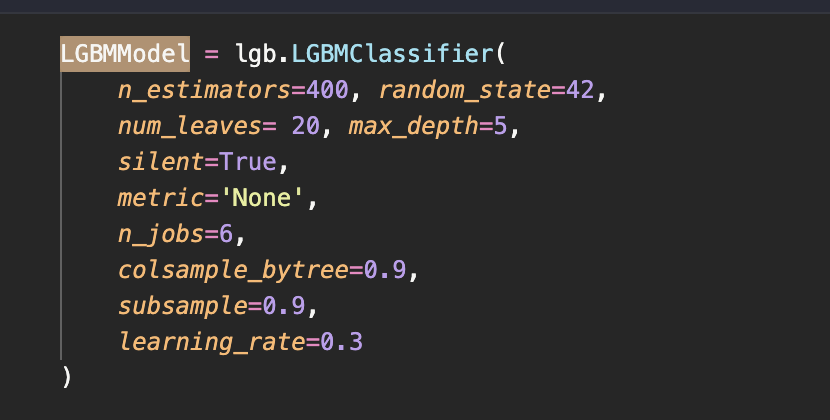 LGBMModel = lgb.LGBMClassifier(
    n_estimators=400, random_state=42,
    num_leaves= 20, max_depth=5,
    silent=True,
    metric='None',
    n_jobs=6,
    colsample_bytree=0.9,
    subsample=0.9,
    learning_rate=0.3
)